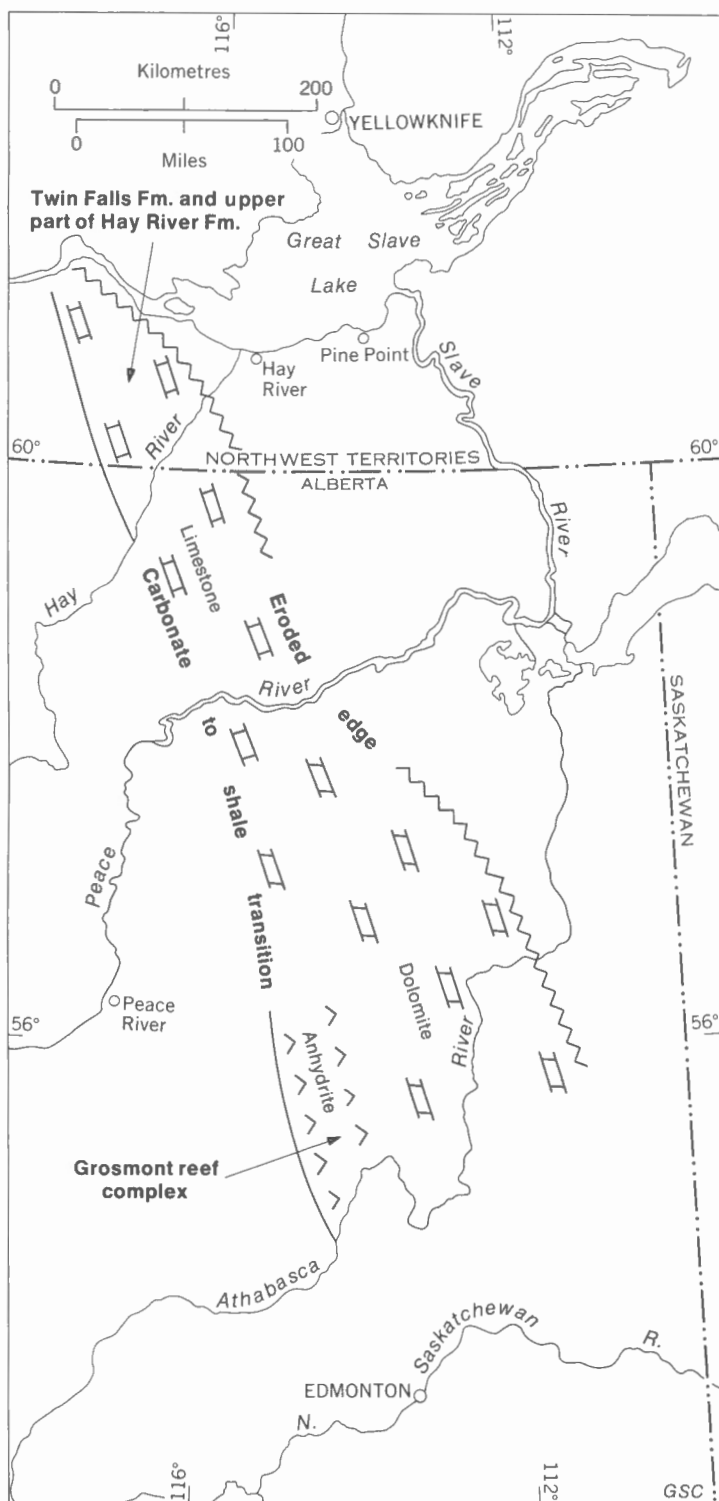 116°
112°
Kilometres
0 200
0 100
Miles
YELLOWKNIFE
Twin Falls Fm. and upper
part of Hay River Fm.
Great Slave
Lake
Pine Point
Hay
River
Slave
River
River
60°
60°
NORTHWEST TERRITORIES
ALBERTA
Hay
Limestone
Carbonate
Eroded
River
edge
to
shale
transition
SASKATCHEWAN
Peace
Peace
River
Dolomite
River
56°
56°
Anhydrite
Grosmont reef
complex
Athabasca
Saskatchewan
R.
EDMONTON
N.
116°
112°
GSC